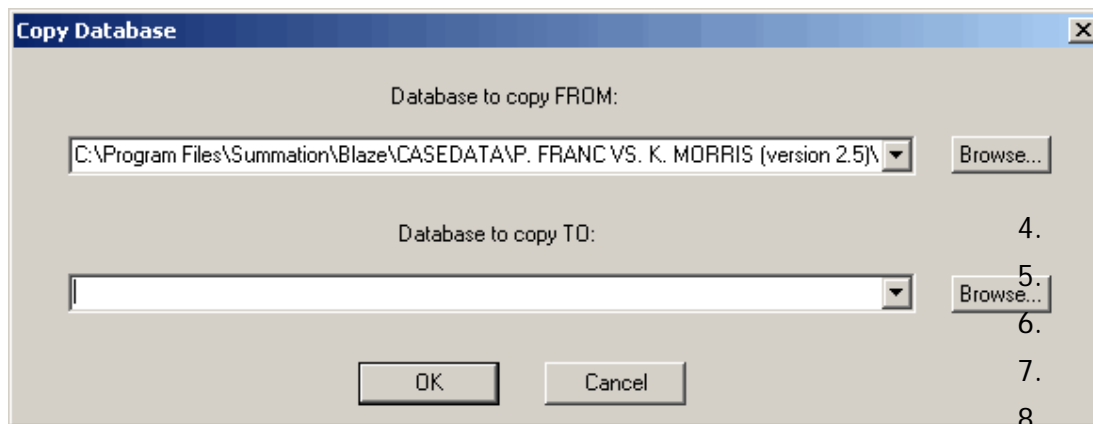 Copy Database
Database to copy FROM:
C:\Program Files\Summation\Blaze\CASEDATA\P. FRANC VS. K. MORRIS (version 2.5)\
Browse...
Database to copy TO:
4.
5.
Browse...
6.
7.
8
OK
Cancel